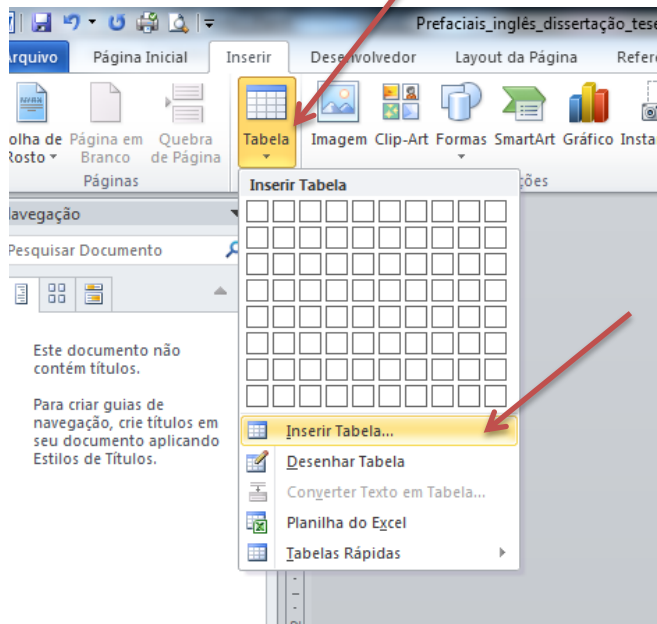 Prefaciais_inglês_dissertação_tese
Arquivo Página Inicial Inserir Desenvolvedor Layout da Página Refer
olha de Rosto
Página em Branco
Quebra de Página
Tabela
Imagem
Clip-Art
Formas
SmartArt
Gráfico
Insta
Páginas
ções
Inserir Tabela
Navegação
Pesquisar Documento
Este documento não
contém títulos.
Para criar guias de
navegação, crie títulos em
seu documento aplicando
Estilos de Títulos.
Inserir Tabela...
Desenhar Tabela
Converter Texto em Tabela...
Planilha do Excel
Tabelas Rápidas